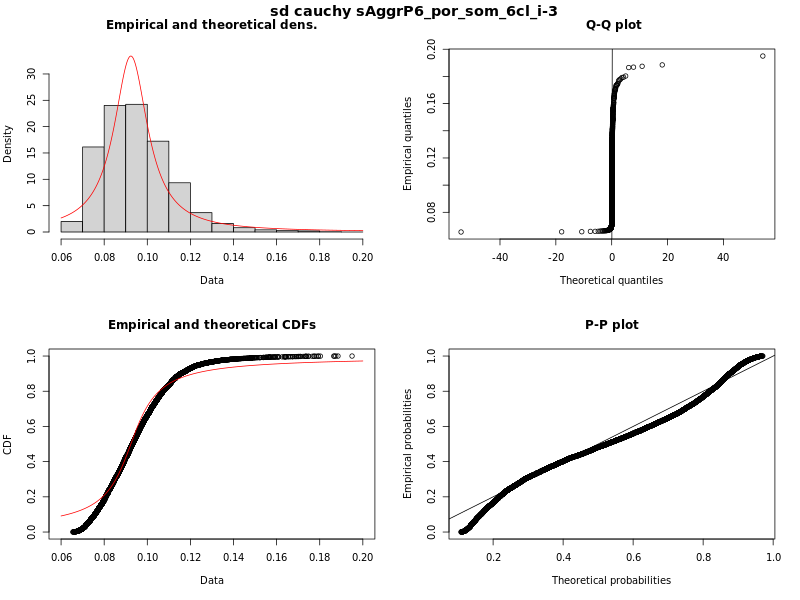 sd cauchy sAggrP6_por_som_6cl_i-3
Empirical and theoretical dens.
Density
0 5 10 15 20 25 30
0.06 0.08 0.10 0.12 0.14 0.16 0.18 0.20
Data
Q-Q plot
Empirical quantiles
0.08 0.12 0.16 0.20
-40 -20 0 20 40
Theoretical quantiles
Empirical and theoretical CDFs
CDF
0.0 0.2 0.4 0.6 0.8 1.0
0.06 0.08 0.10 0.12 0.14 0.16 0.18 0.20
Data
P-P plot
Empirical probabilities
0.0 0.2 0.4 0.6 0.8 1.0
0.2 0.4 0.6 0.8 1.0
Theoretical probabilities